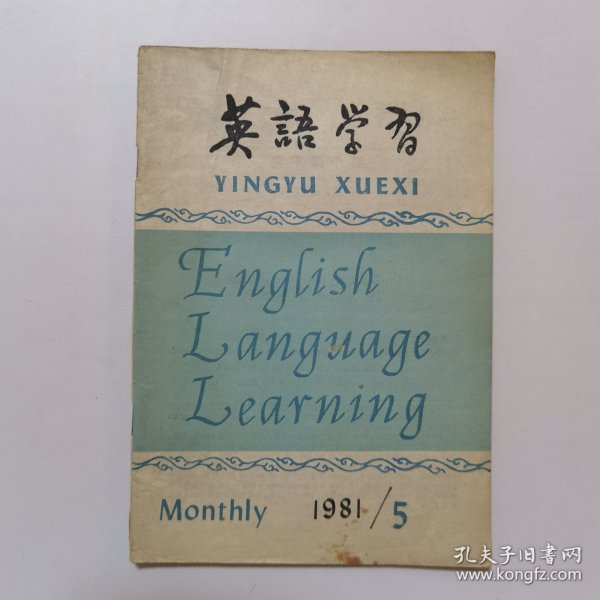 英語学習
YINGYU XUEXI
English
Language
Learning
Monthly 1981/5
孔夫子旧书网
www.kongfz.com